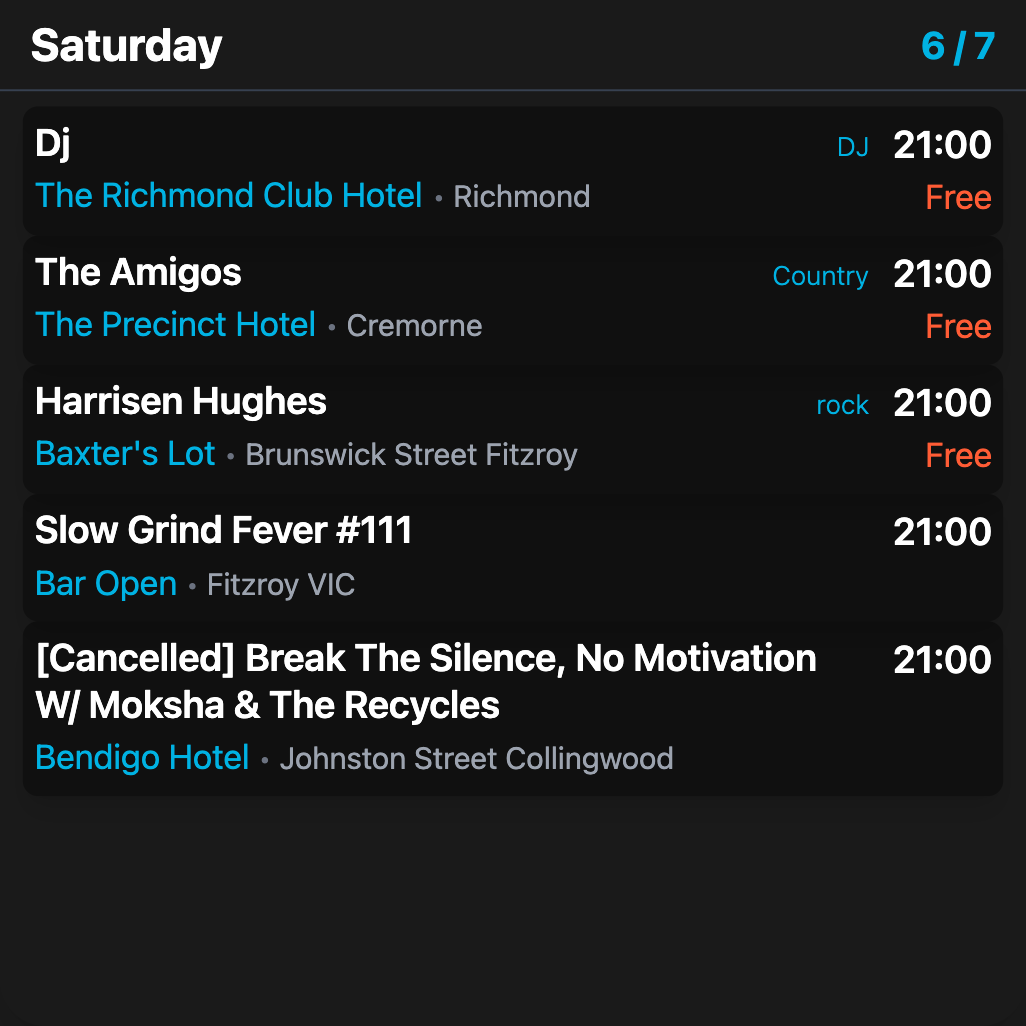 Saturday 6 / 7
Dj DJ 21:00
The Richmond Club Hotel • Richmond Free
The Amigos Country 21:00
The Precinct Hotel • Cremorne Free
Harrisen Hughes rock 21:00
Baxter's Lot • Brunswick Street Fitzroy Free
Slow Grind Fever #111 21:00
Bar Open • Fitzroy VIC
[Cancelled] Break The Silence, No Motivation 21:00
W/ Moksha & The Recycles
Bendigo Hotel • Johnston Street Collingwood